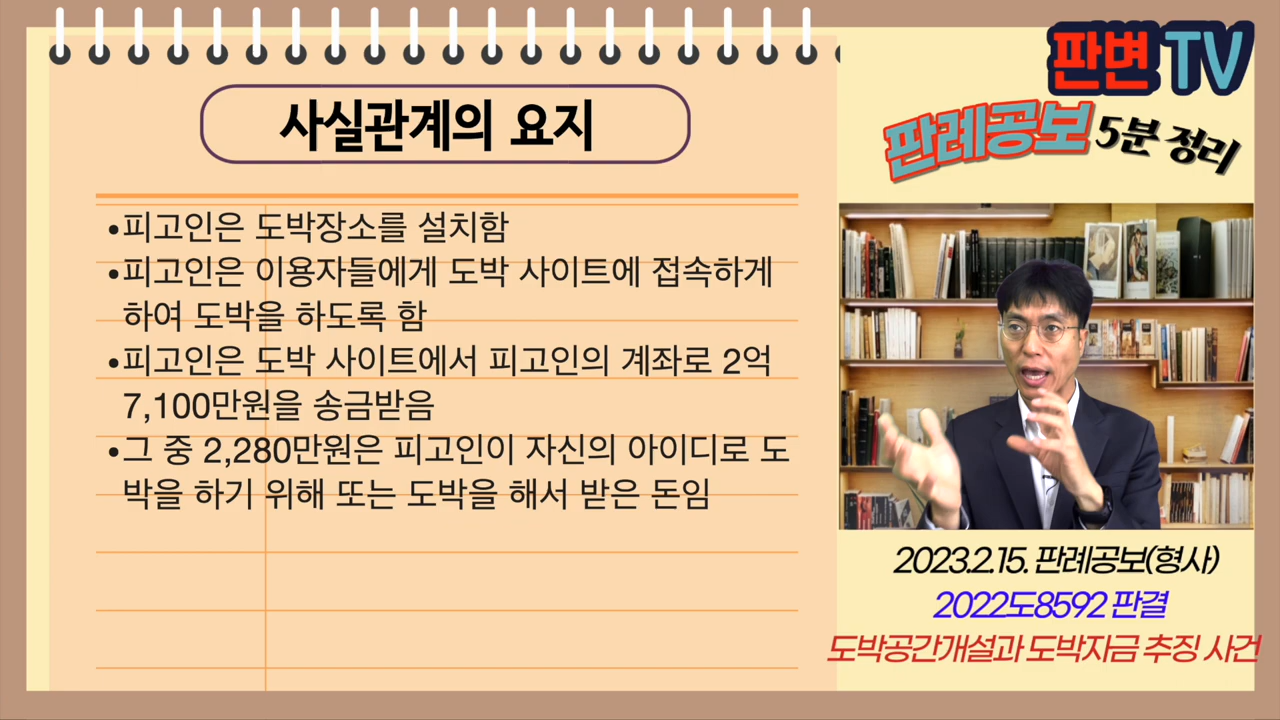 사실관계의 요지
•피고인은 도박장소를 설치함
•피고인은 이용자들에게 도박 사이트에 접속하게
하여 도박을 하도록 함
•피고인은 도박 사이트에서 피고인의 계좌로 2억
7,100만원을 송금받음
•그 중 2,280만원은 피고인이 자신의 아이디로 도
박을 하기 위해 또는 도박을 해서 받은 돈임
판변 TV
판례공보 5분 정리
2023.2.15. 판례공보(형사)
2022도8592 판결
도박공간개설과 도박자금 추징 사건